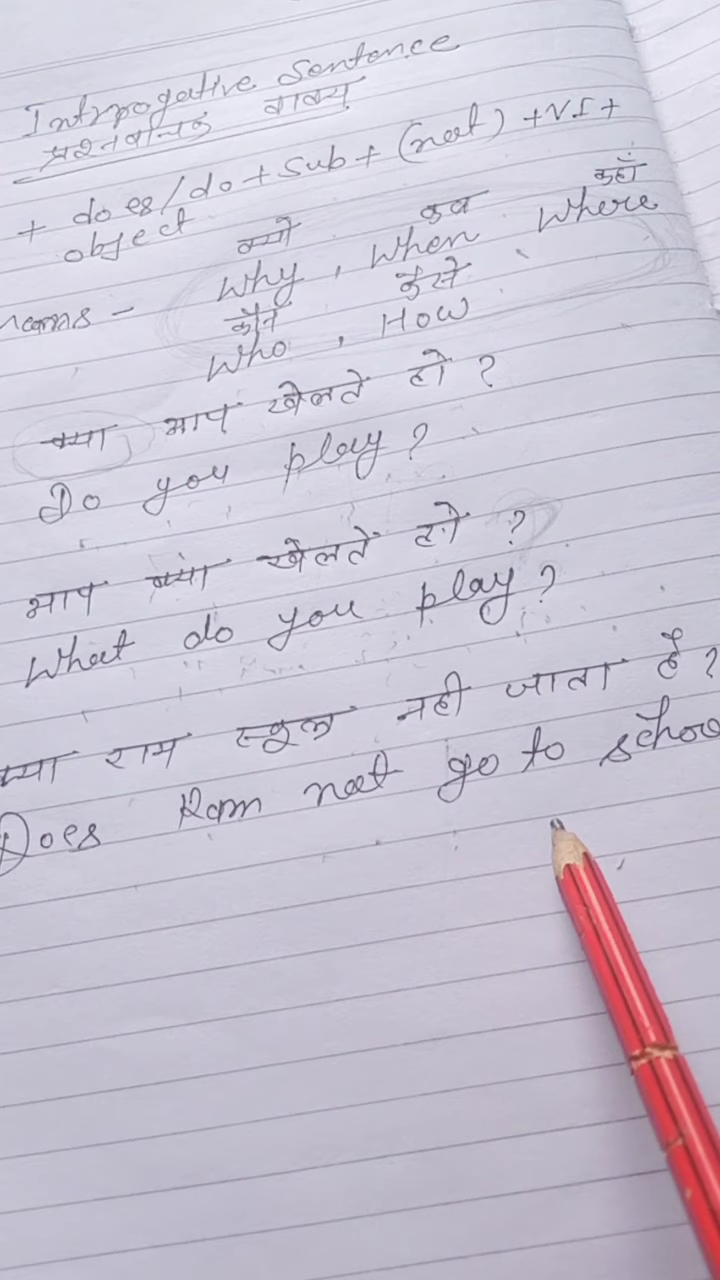 Interrogative Sentence
प्रश्नवाचक वाक्य
+ does/do + Sub + (not) + V.I +
object
क्यों कब कहाँ
Why, When, Where
कौन कैसे
Who, How
क्या आप खेलते हो ?
Do you play ?
आप क्या खेलते हो ?
What do you play ?
क्या राम स्कूल नही जाता है ?
Does Ram not go to schoo